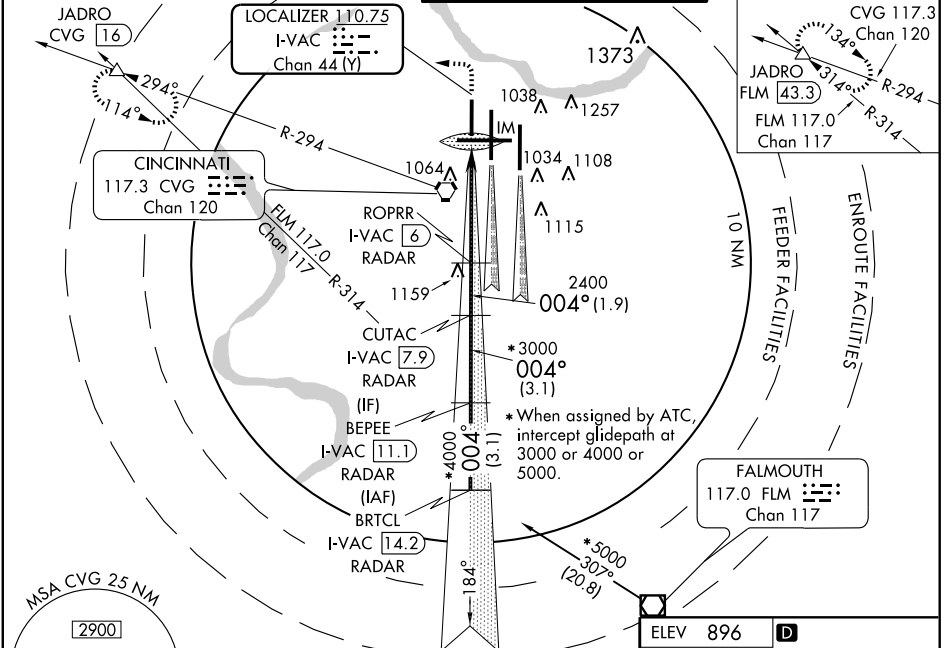 JADRO
CVG 16
LOCALIZER 110.75
I-VAC
Chan 44 (Y)
1373
134°
CVG 117.3
Chan 120
JADRO
FLM 43.3
314°
R-294
FLM 117.0
Chan 117
R-314
294°
114°
R-294
1038
1257
IM
CINCINNATI
117.3 CVG
Chan 120
1064
1034
1108
1115
FLM 117.0
Chan 117
R-314
ROPRR
I-VAC 6
RADAR
1159
10 NM
FEEDER FACILITIES
ENROUTE FACILITIES
2400
004° (1.9)
CUTAC
I-VAC 7.9
RADAR
*3000
004°
(3.1)
(IF)
BEPEE
I-VAC 11.1
RADAR
*4000
004°
(3.1)
* When assigned by ATC,
intercept glidepath at
3000 or 4000 or
5000.
(IAF)
BRTCL
I-VAC 14.2
RADAR
FALMOUTH
117.0 FLM
Chan 117
*5000
307°
(20.8)
184°
MSA CVG 25 NM
2900
ELEV 896 D